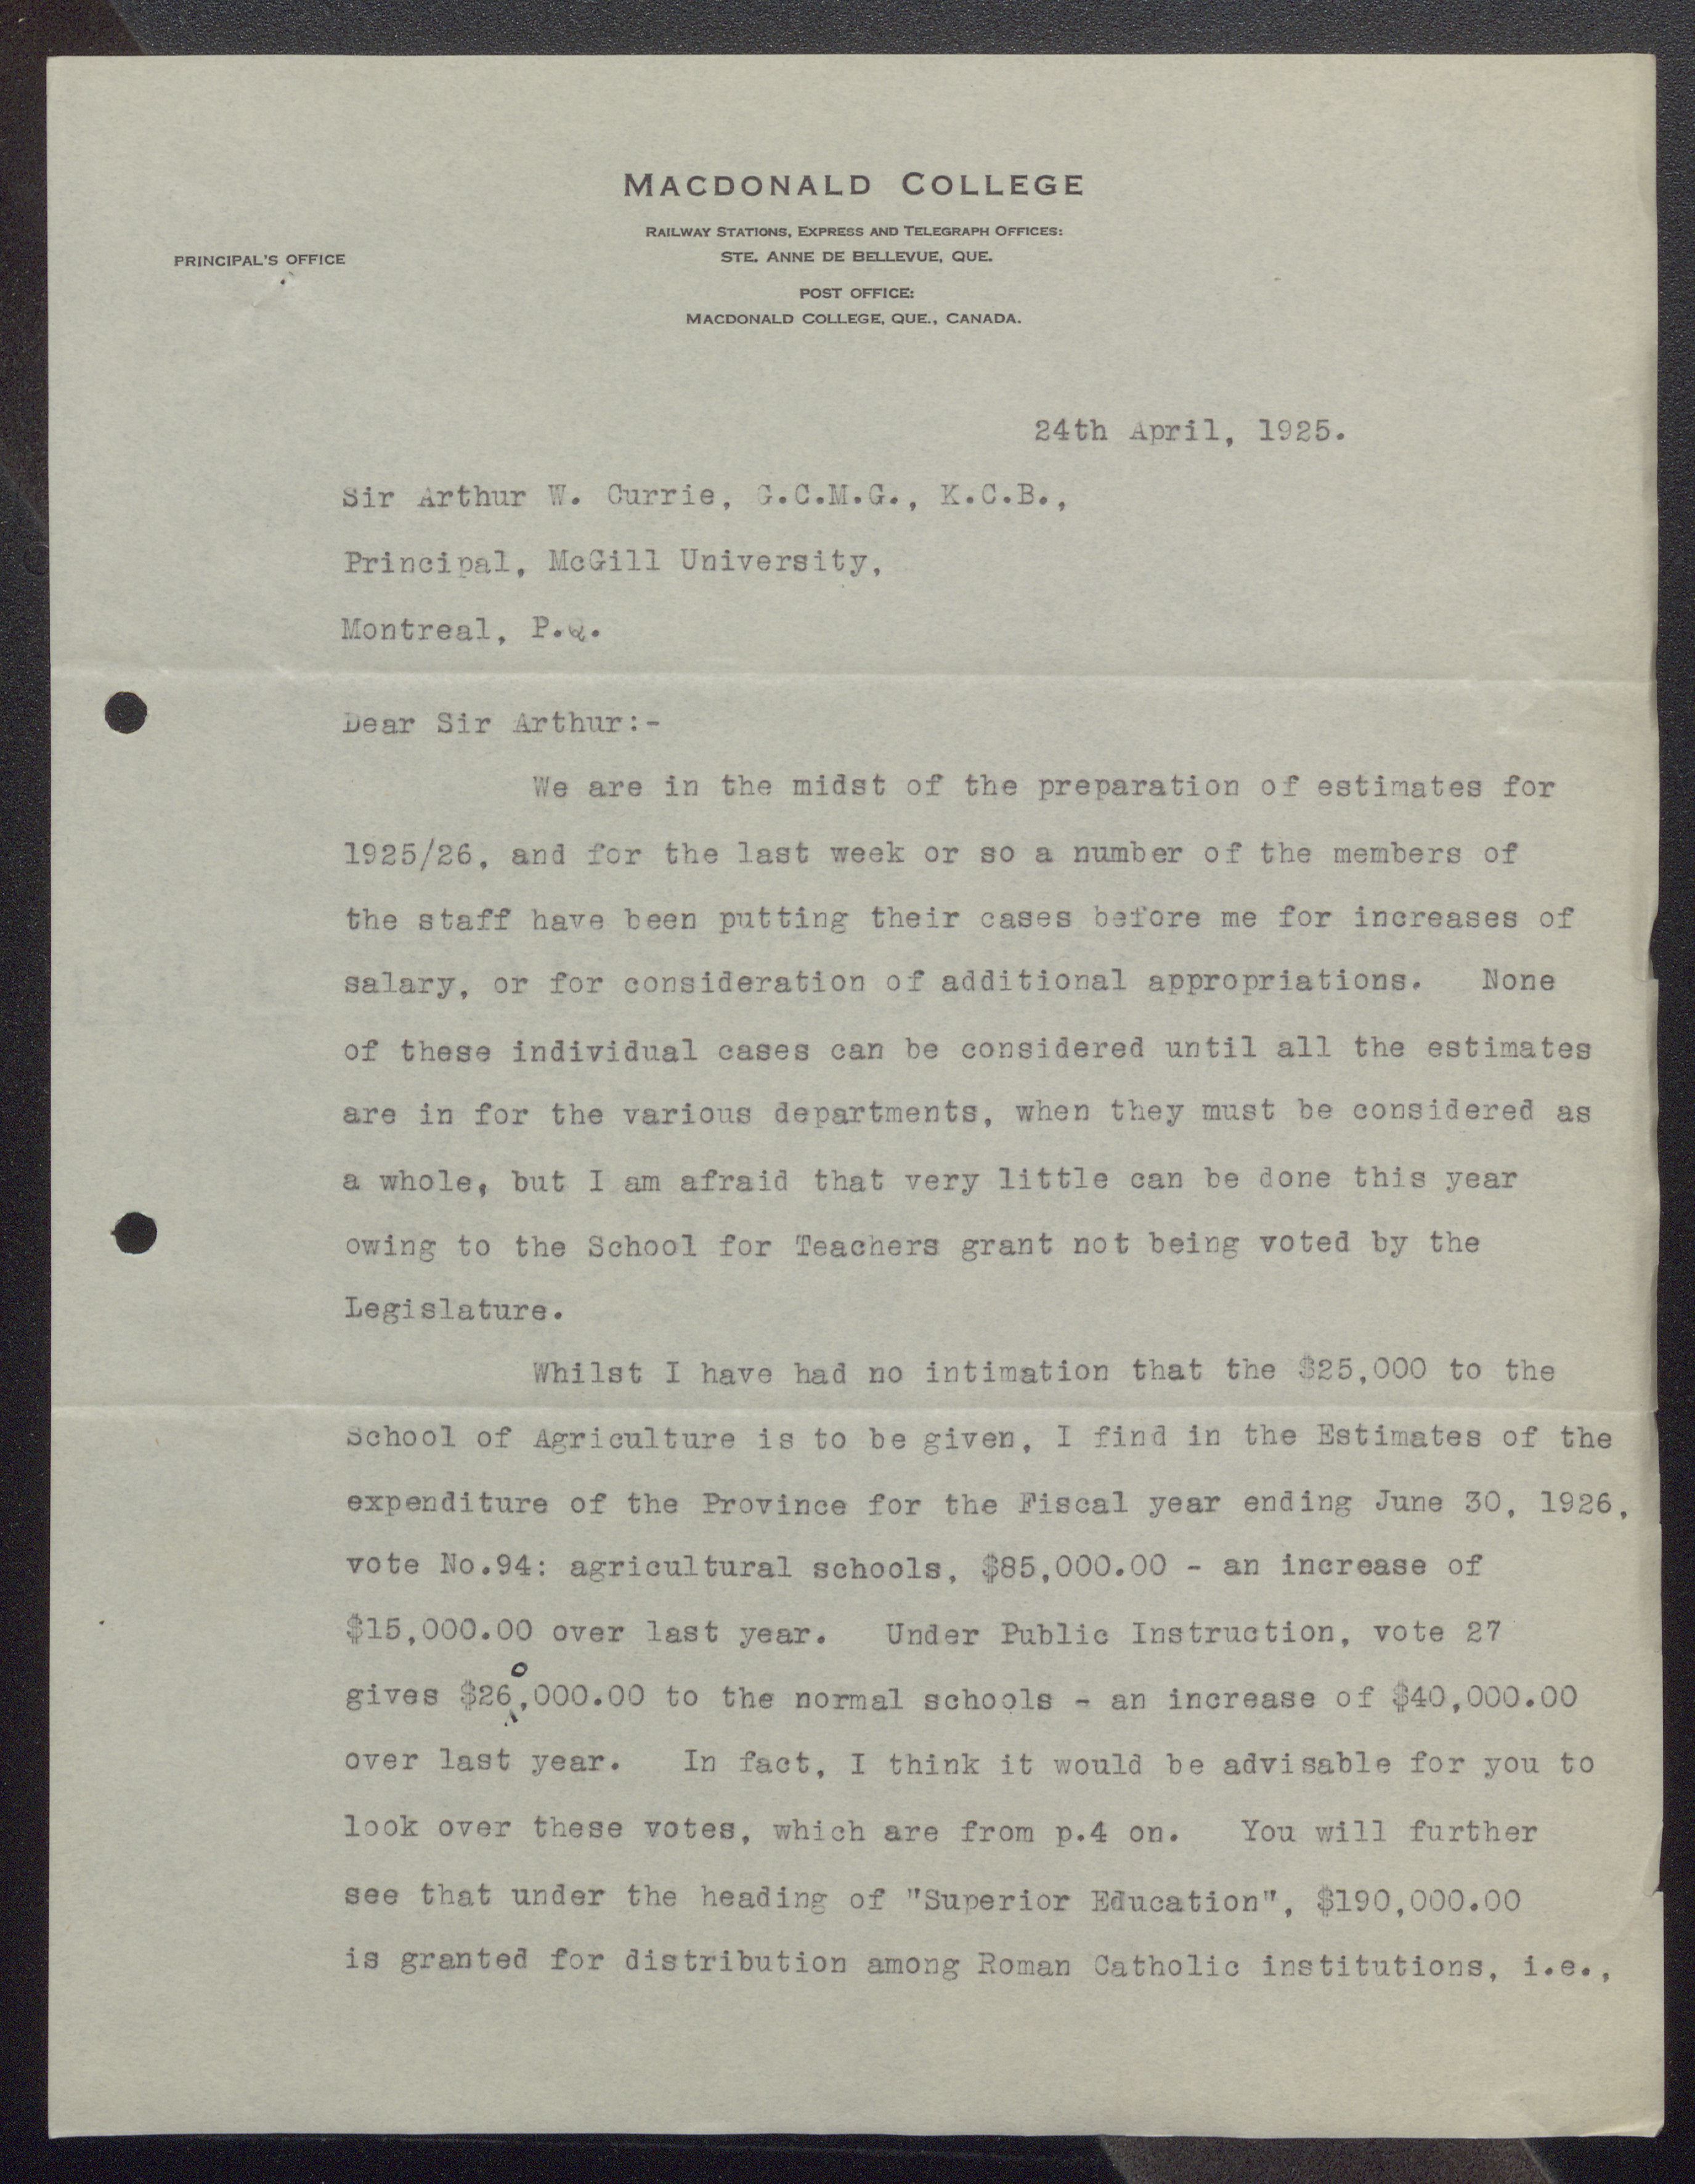 MACDONALD COLLEGE
RAILWAY STATIONS, EXPRESS AND TELEGRAPH OFFICES:
STE. ANNE DE BELLEVUE, QUE.
PRINCIPAL'S OFFICE
POST OFFICE:
MACDONALD COLLEGE, QUE., CANADA.
24th April, 1925.
Sir Arthur W. Currie, G.C.M.G., K.C.B.,
Principal, McGill University,
Montreal, P.Q.
Dear Sir Arthur:-
We are in the midst of the preparation of estimates for
1925/26, and for the last week or so a number of the members of
the staff have been putting their cases before me for increases of
salary, or for consideration of additional appropriations. None
of these individual cases can be considered until all the estimates
are in for the various departments, when they must be considered as
a whole, but I am afraid that very little can be done this year
owing to the School for Teachers grant not being voted by the
Legislature.
Whilst I have had no intimation that the $25,000 to the
School of Agriculture is to be given, I find in the Estimates of the
expenditure of the Province for the Fiscal year ending June 30, 1926,
vote No.94: agricultural schools, $85,000.00 - an increase of
$15,000.00 over last year. Under Public Instruction, vote 27
gives $260,000.00 to the normal schools - an increase of $40,000.00
over last year. In fact, I think it would be advisable for you to
look over these votes, which are from p.4 on. You will further
see that under the heading of "Superior Education", $190,000.00
is granted for distribution among Roman Catholic institutions, i.e.,